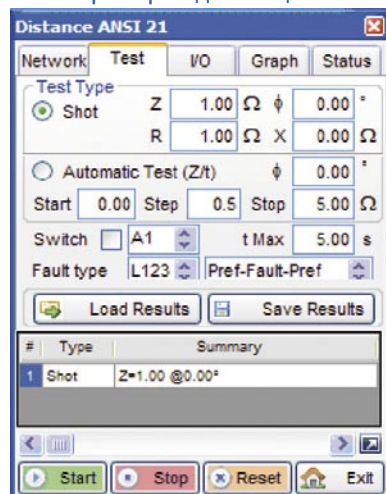 Distance ANSI 21
Network Test I/O Graph Status
Test Type
Shot Z 1.00 Ω ϕ 0.00 °
R 1.00 Ω X 0.00 Ω
Automatic Test (Z/t) ϕ 0.00 °
Start 0.00 Step 0.5 Stop 5.00 Ω
Switch A1 t Max 5.00 s
Fault type L123 Pref-Fault-Pref
Load Results Save Results
# Type Summary
1 Shot Z=1.00 @0.00°
Start Stop Reset Exit